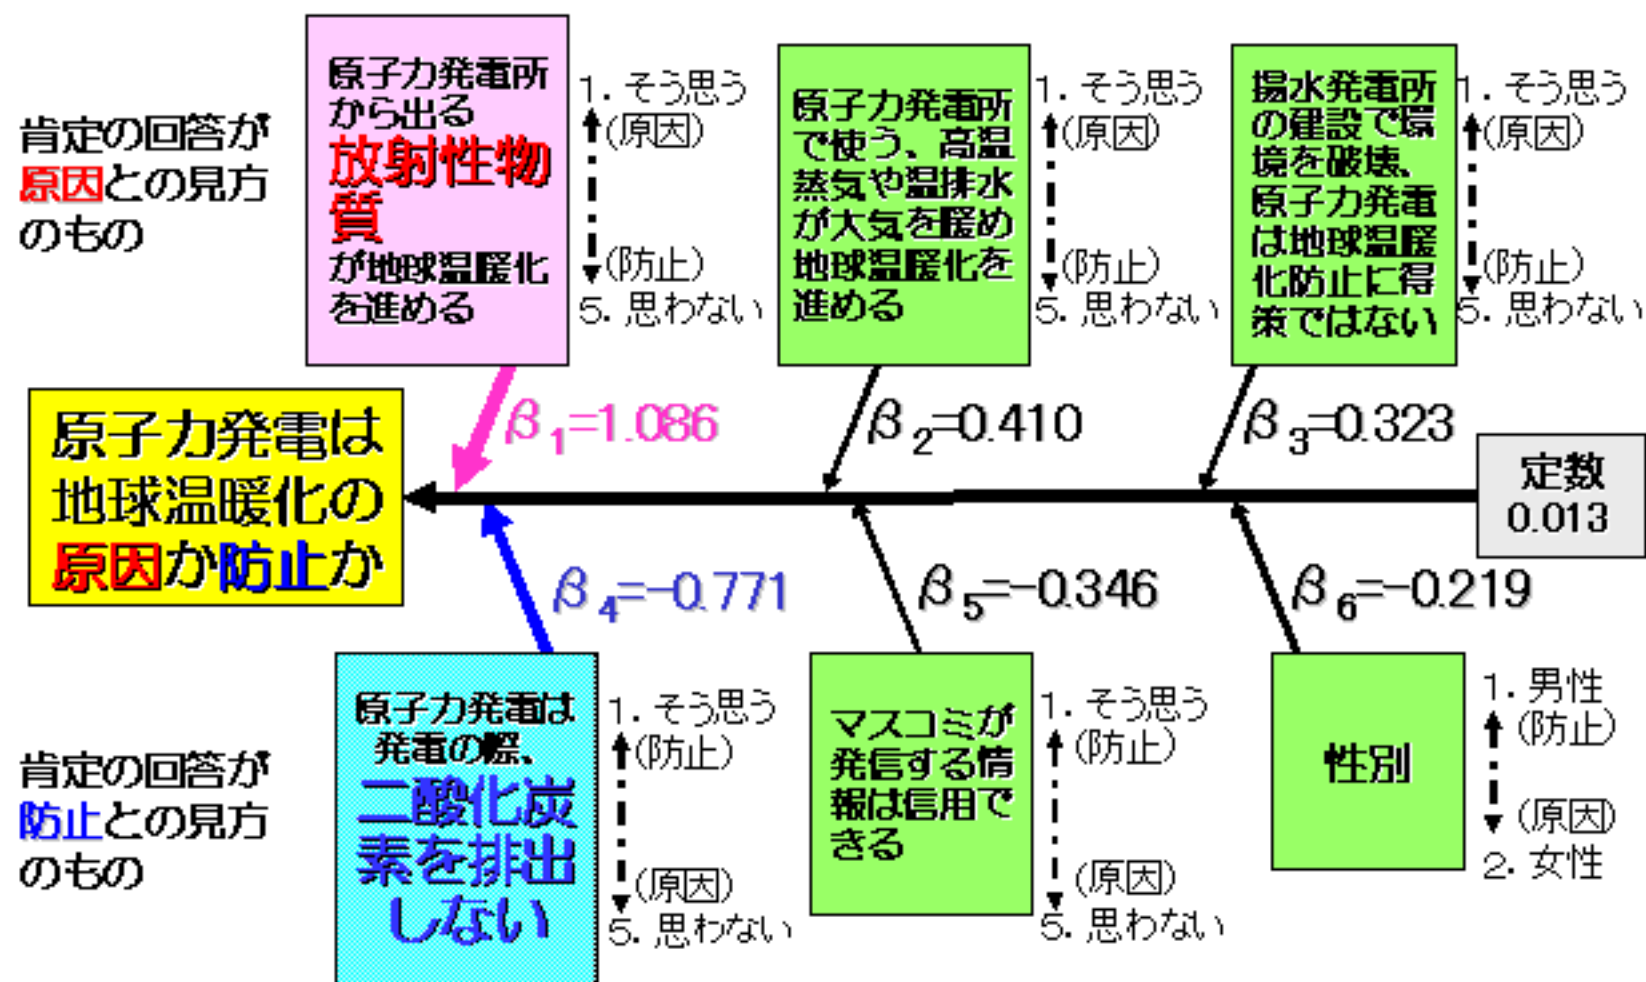 肯定の回答が
原因との見方
のもの
原子力発電所
から出る
放射性物
質
が地球温暖化
を進める
1. そう思う
(原因)
(防止)
5. 思わない
原子力発電所
で使う、高温
蒸気や温排水
が大気を暖め
地球温暖化を
進める
1. そう思う
(原因)
(防止)
5. 思わない
揚水発電所
の建設で環
境を破壊、
原子力発電
は地球温暖
化防止に得
策ではない
1. そう思う
(原因)
(防止)
5. 思わない
原子力発電は
地球温暖化の
原因か防止か
β1=1.086
β2=0.410
β3=0.323
定数
0.013
β4=-0.771
β5=-0.346
β6=-0.219
肯定の回答が
防止との見方
のもの
原子力発電は
発電の際、
二酸化炭
素を排出
しない
1. そう思う
(防止)
(原因)
5. 思わない
マスコミが
発信する情
報は信用で
きる
1. そう思う
(防止)
(原因)
5. 思わない
性別
1. 男性
(防止)
(原因)
2. 女性